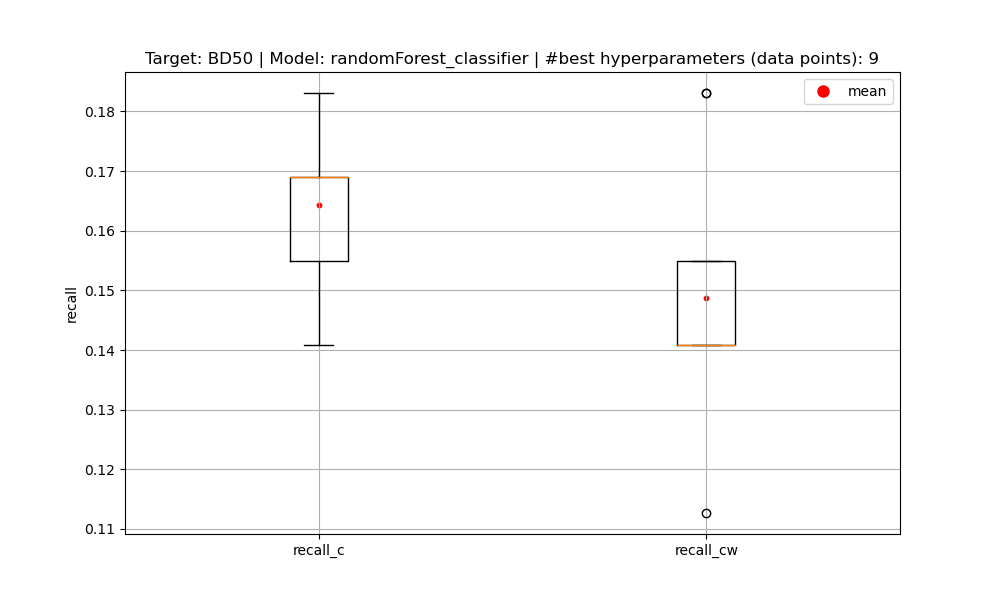 Target: BD50 | Model: randomForest_classifier | #best hyperparameters (data points): 9
mean
0.18
0.17
0.16
0.15
0.14
0.13
0.12
0.11
recall
recall_c
recall_cw